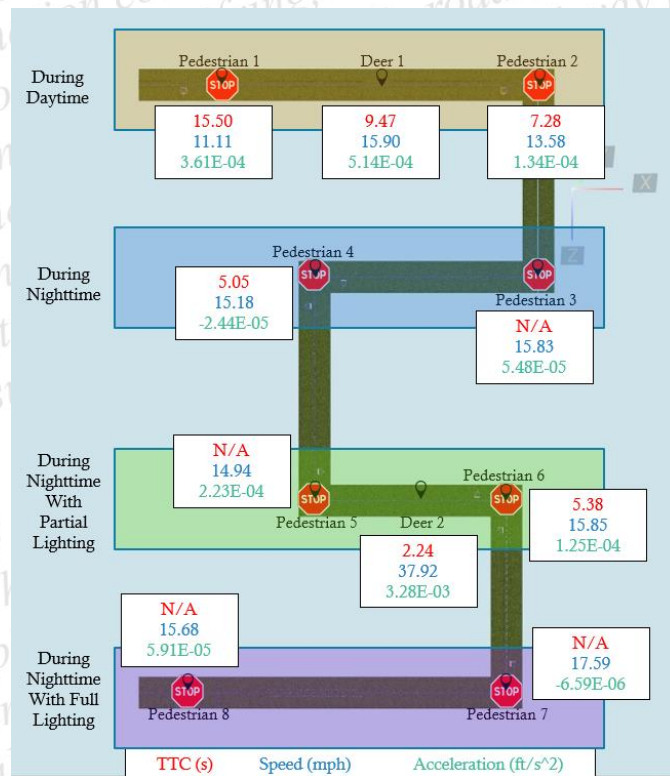 During
Daytime
Pedestrian 1
Deer 1
Pedestrian 2
STOP
STOP
15.50
11.11
3.61E-04
9.47
15.90
5.14E-04
7.28
13.58
1.34E-04
X
Z
During
Nighttime
Pedestrian 4
STOP
STOP
Pedestrian 3
5.05
15.18
-2.44E-05
N/A
15.83
5.48E-05
During
Nighttime
With
Partial
Lighting
N/A
14.94
2.23E-04
Pedestrian 6
STOP
STOP
Pedestrian 5
Deer 2
5.38
15.85
1.25E-04
2.24
37.92
3.28E-03
During
Nighttime
With Full
Lighting
N/A
15.68
5.91E-05
N/A
17.59
-6.59E-06
STOP
STOP
Pedestrian 8
Pedestrian 7
TTC (s) Speed (mph) Acceleration (ft/s^2)